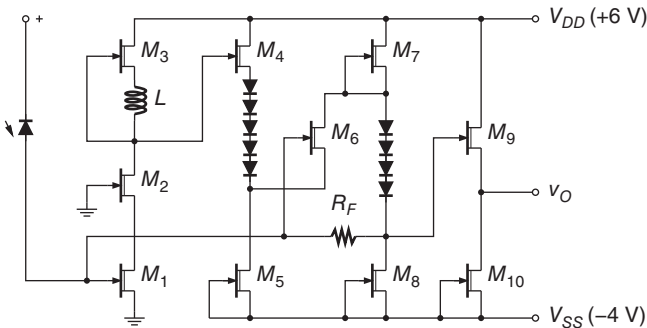 +
V_DD (+6 V)
M_3
M_4
M_7
L
M_6
M_9
M_2
v_O
R_F
M_1
M_5
M_8
M_10
V_SS (−4 V)